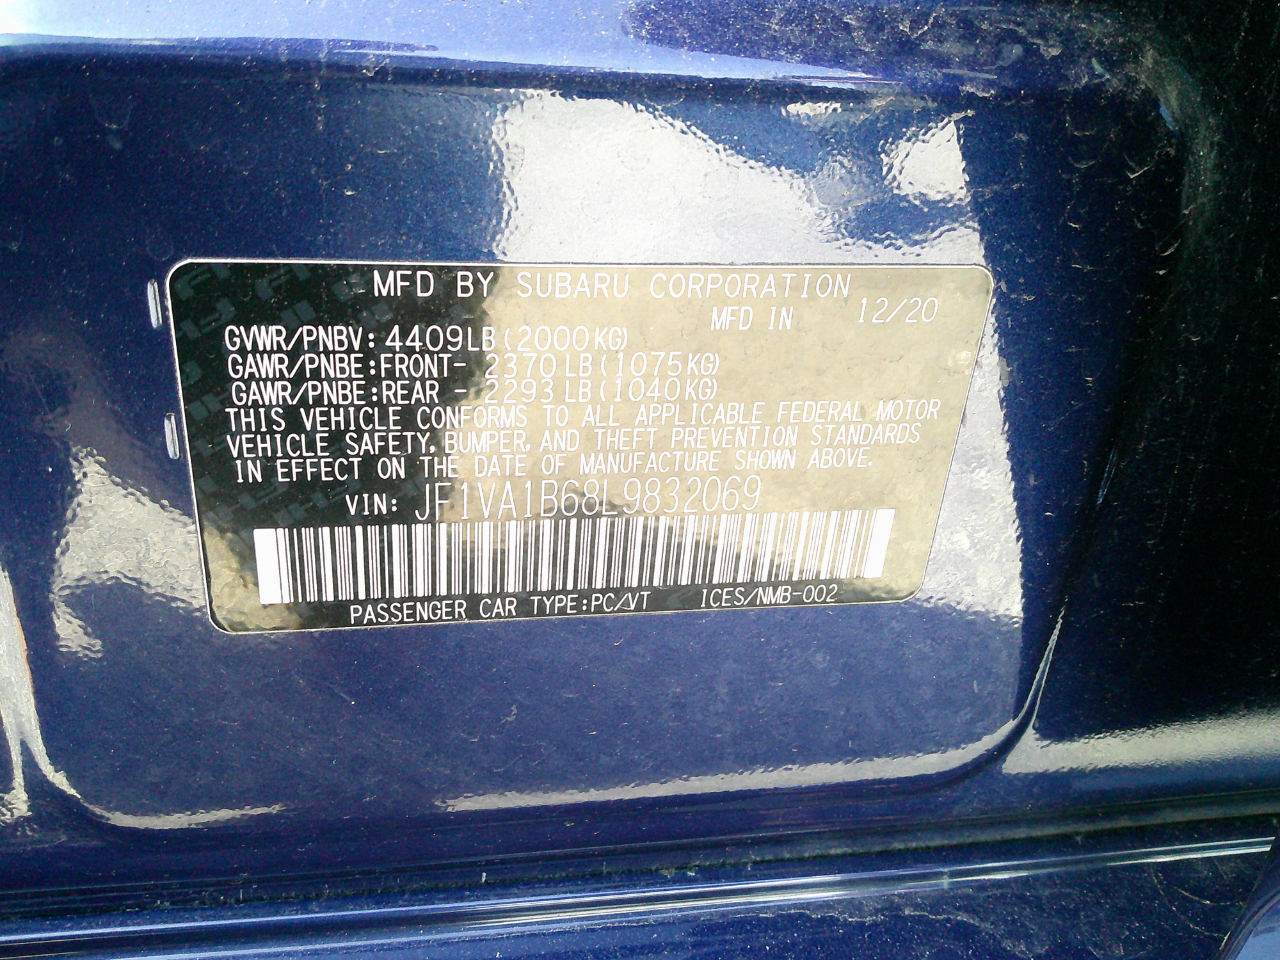 MFD BY SUBARU CORPORATION
MFD IN 12/20
GVWR/PNBV: 4409LB(2000KG)
GAWR/PNBE:FRONT- 2370LB(1075KG)
GAWR/PNBE:REAR - 2293LB(1040KG)
THIS VEHICLE CONFORMS TO ALL APPLICABLE FEDERAL MOTOR
VEHICLE SAFETY, BUMPER, AND THEFT PREVENTION STANDARDS
IN EFFECT ON THE DATE OF MANUFACTURE SHOWN ABOVE.
VIN: JF1VA1B68L9832069
PASSENGER CAR TYPE:PC/VT ICES/NMB-002